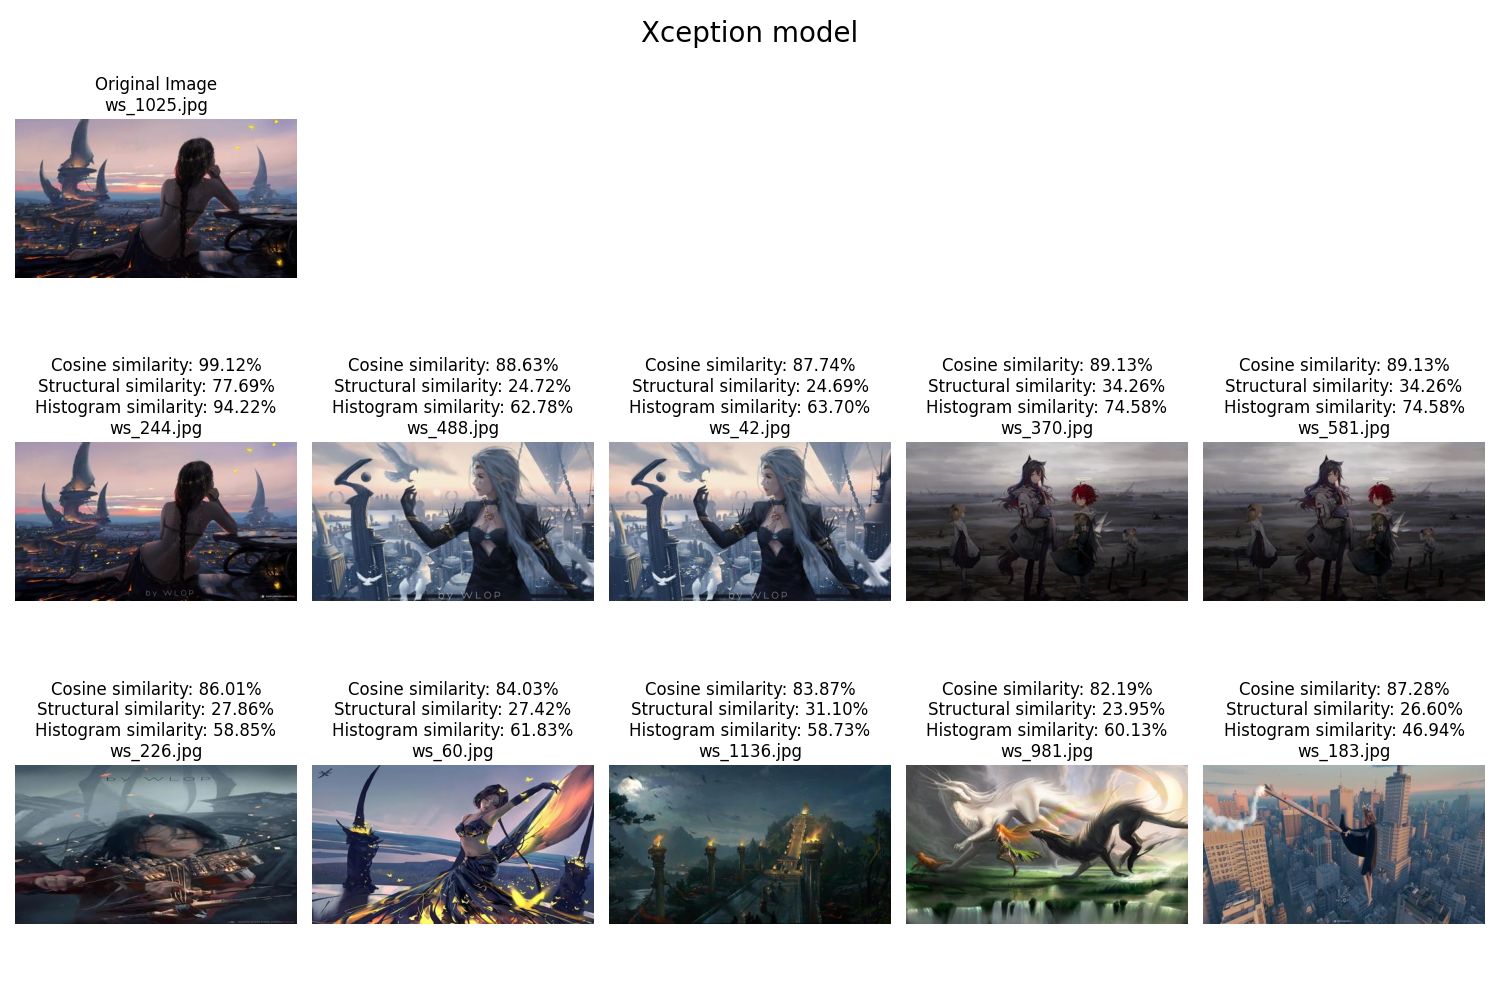 Xception model
Original Image
ws_1025.jpg
Cosine similarity: 99.12%
Structural similarity: 77.69%
Histogram similarity: 94.22%
ws_244.jpg
Cosine similarity: 88.63%
Structural similarity: 24.72%
Histogram similarity: 62.78%
ws_488.jpg
Cosine similarity: 87.74%
Structural similarity: 24.69%
Histogram similarity: 63.70%
ws_42.jpg
Cosine similarity: 89.13%
Structural similarity: 34.26%
Histogram similarity: 74.58%
ws_370.jpg
Cosine similarity: 89.13%
Structural similarity: 34.26%
Histogram similarity: 74.58%
ws_581.jpg
BY WLOP
BY WLOP
BY WLOP
Cosine similarity: 86.01%
Structural similarity: 27.86%
Histogram similarity: 58.85%
ws_226.jpg
Cosine similarity: 84.03%
Structural similarity: 27.42%
Histogram similarity: 61.83%
ws_60.jpg
Cosine similarity: 83.87%
Structural similarity: 31.10%
Histogram similarity: 58.73%
ws_1136.jpg
Cosine similarity: 82.19%
Structural similarity: 23.95%
Histogram similarity: 60.13%
ws_981.jpg
Cosine similarity: 87.28%
Structural similarity: 26.60%
Histogram similarity: 46.94%
ws_183.jpg
BY WLOP